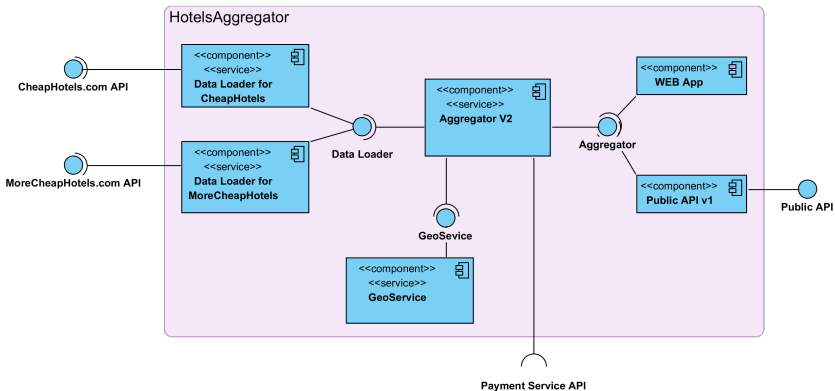 HotelsAggregator
<<component>>
<<service>>
Data Loader for
CheapHotels
CheapHotels.com API
<<component>>
<<service>>
Aggregator V2
<<component>>
WEB App
Aggregator
Data Loader
<<component>>
<<service>>
Data Loader for
MoreCheapHotels
MoreCheapHotels.com API
<<component>>
Public API v1
Public API
GeoSevice
<<component>>
<<service>>
GeoService
Payment Service API